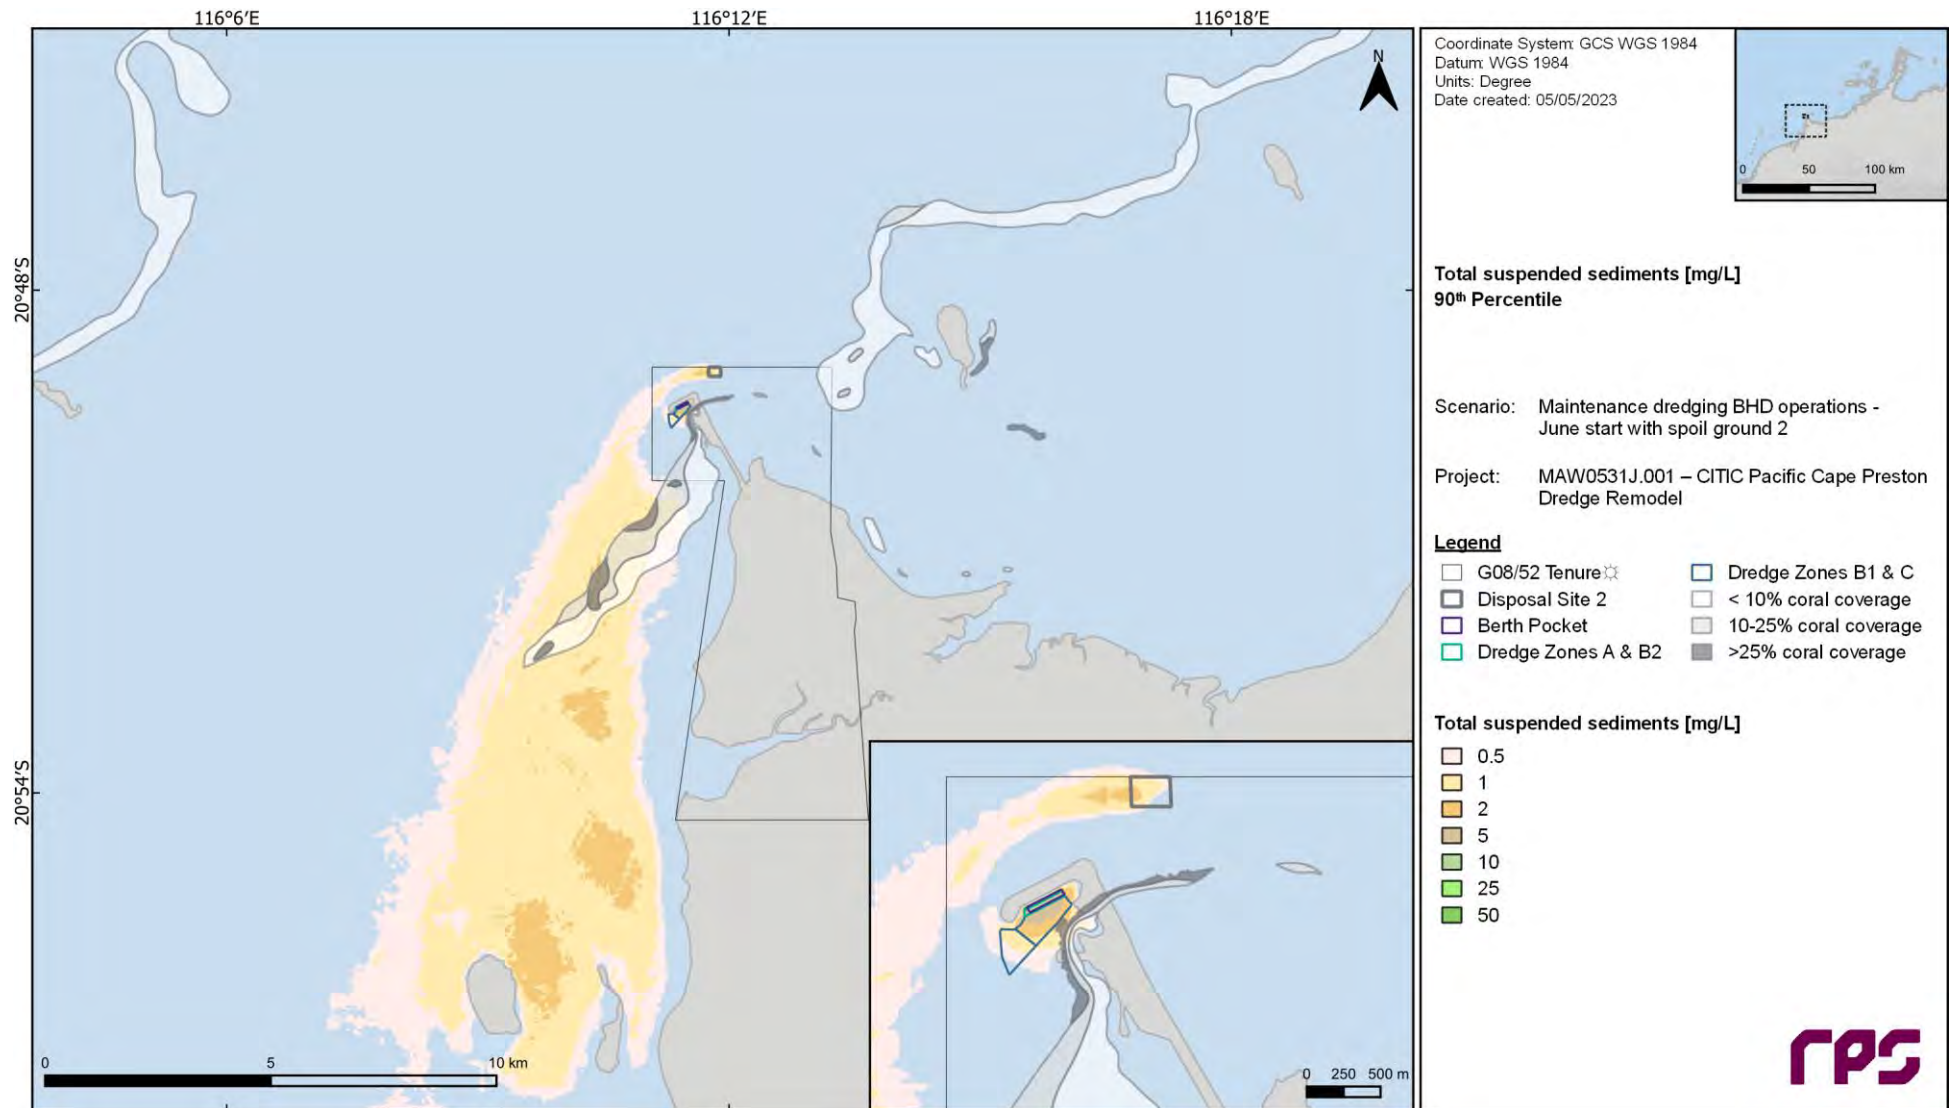 116°6′E
116°12′E
116°18′E
20°48′S
20°54′S
N
0 5 10 km
0 250 500 m
Coordinate System: GCS WGS 1984
Datum: WGS 1984
Units: Degree
Date created: 05/05/2023
0 50 100 km
Total suspended sediments [mg/L]
90th Percentile
Scenario: Maintenance dredging BHD operations -
June start with spoil ground 2
Project: MAW0531J.001 – CITIC Pacific Cape Preston
Dredge Remodel
Legend
G08/52 Tenure
Disposal Site 2
Berth Pocket
Dredge Zones A & B2
Dredge Zones B1 & C
< 10% coral coverage
10-25% coral coverage
>25% coral coverage
Total suspended sediments [mg/L]
0.5
1
2
5
10
25
50
rps